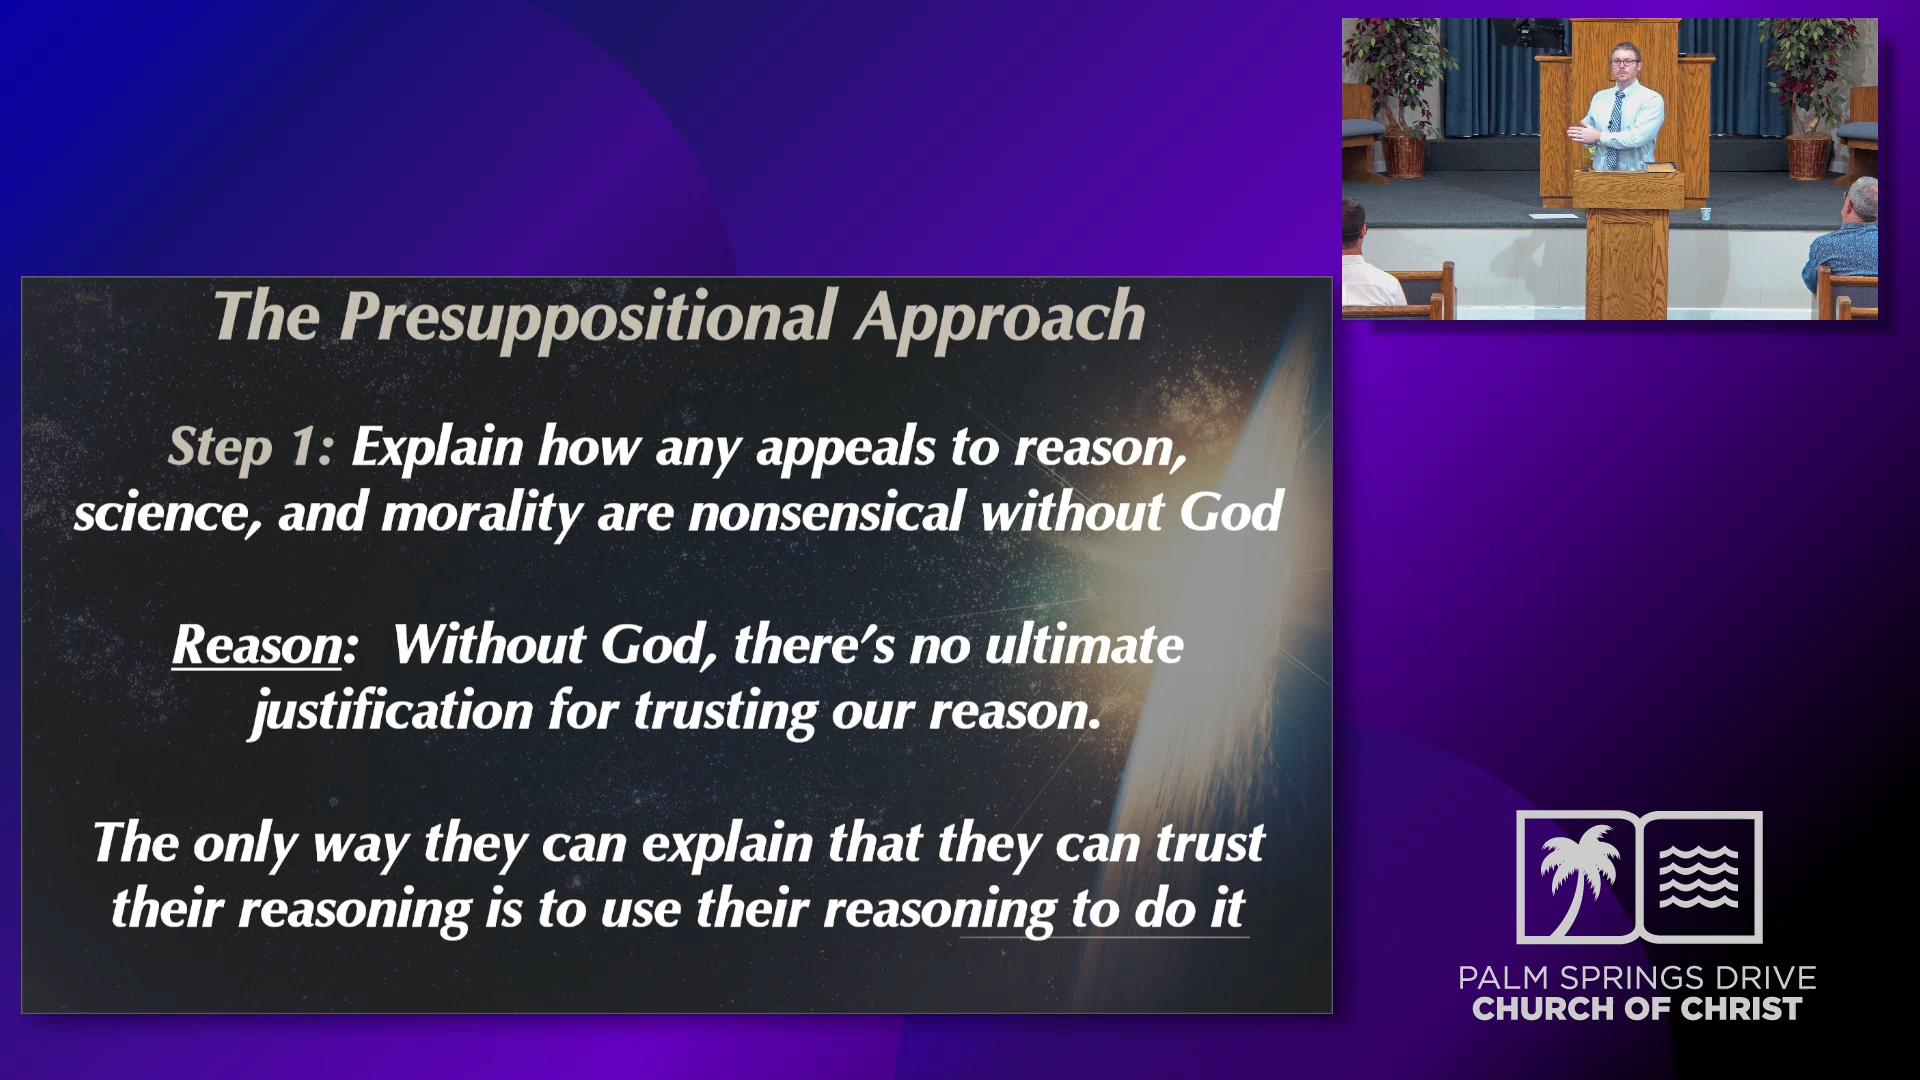 The Presuppositional Approach
Step 1: Explain how any appeals to reason,
science, and morality are nonsensical without God
Reason: Without God, there's no ultimate
justification for trusting our reason.
The only way they can explain that they can trust
their reasoning is to use their reasoning to do it
PALM SPRINGS DRIVE
CHURCH OF CHRIST